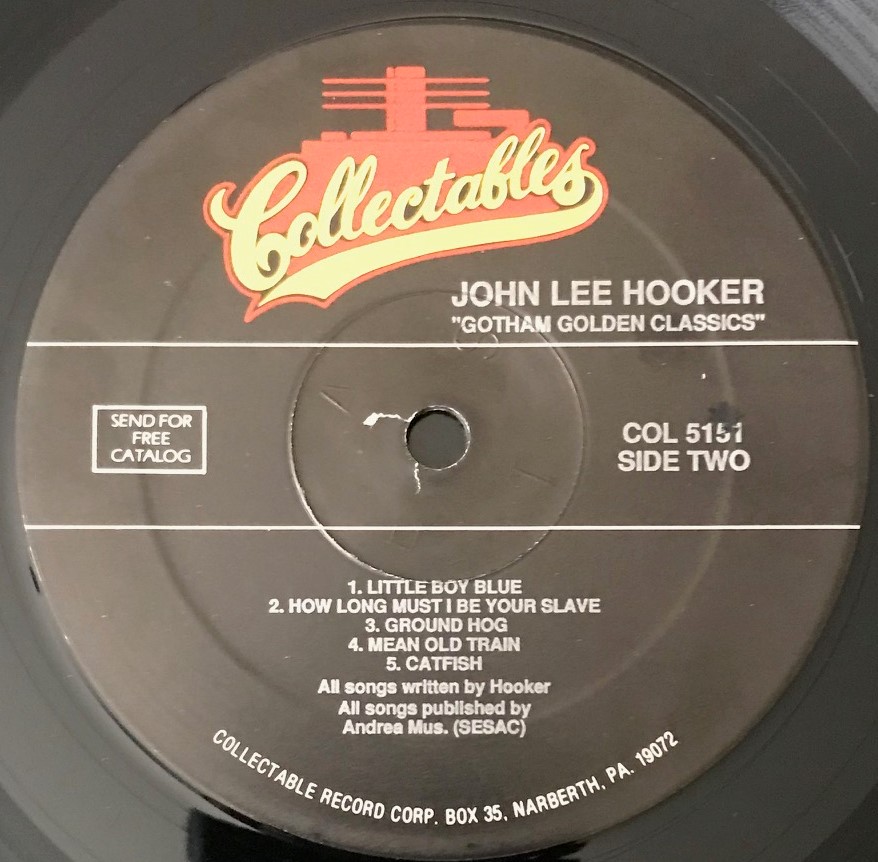 Collectables
JOHN LEE HOOKER
"GOTHAM GOLDEN CLASSICS"
SEND FOR
FREE
CATALOG
COL 5151
SIDE TWO
1. LITTLE BOY BLUE
2. HOW LONG MUST I BE YOUR SLAVE
3. GROUND HOG
4. MEAN OLD TRAIN
5. CATFISH
All songs written by Hooker
All songs published by
Andrea Mus. (SESAC)
COLLECTABLE RECORD CORP. BOX 35, NARBERTH, PA. 19072